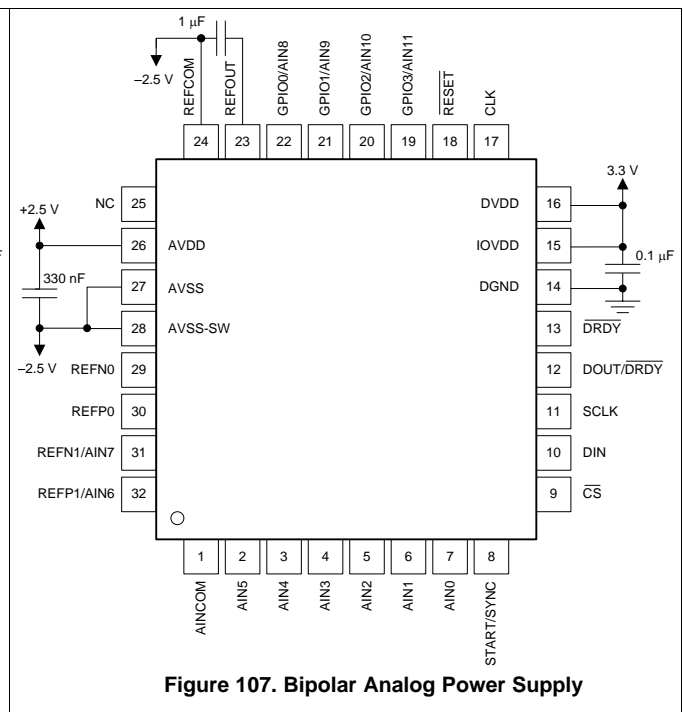 1 μF
–2.5 V
REFCOM
REFOUT
GPIO0/AIN8
GPIO1/AIN9
GPIO2/AIN10
GPIO3/AIN11
RESET
CLK
24 23 22 21 20 19 18 17
3.3 V
NC 25
DVDD 16
+2.5 V
26 AVDD
IOVDD 15
0.1 μF
F
330 nF
27 AVSS
DGND 14
28 AVSS-SW
13 DRDY
–2.5 V
REFN0 29
12 DOUT/DRDY
REFP0 30
11 SCLK
REFN1/AIN7 31
10 DIN
REFP1/AIN6 32
9 CS
1 2 3 4 5 6 7 8
AINCOM
AIN5
AIN4
AIN3
AIN2
AIN1
AIN0
START/SYNC
Figure 107. Bipolar Analog Power Supply